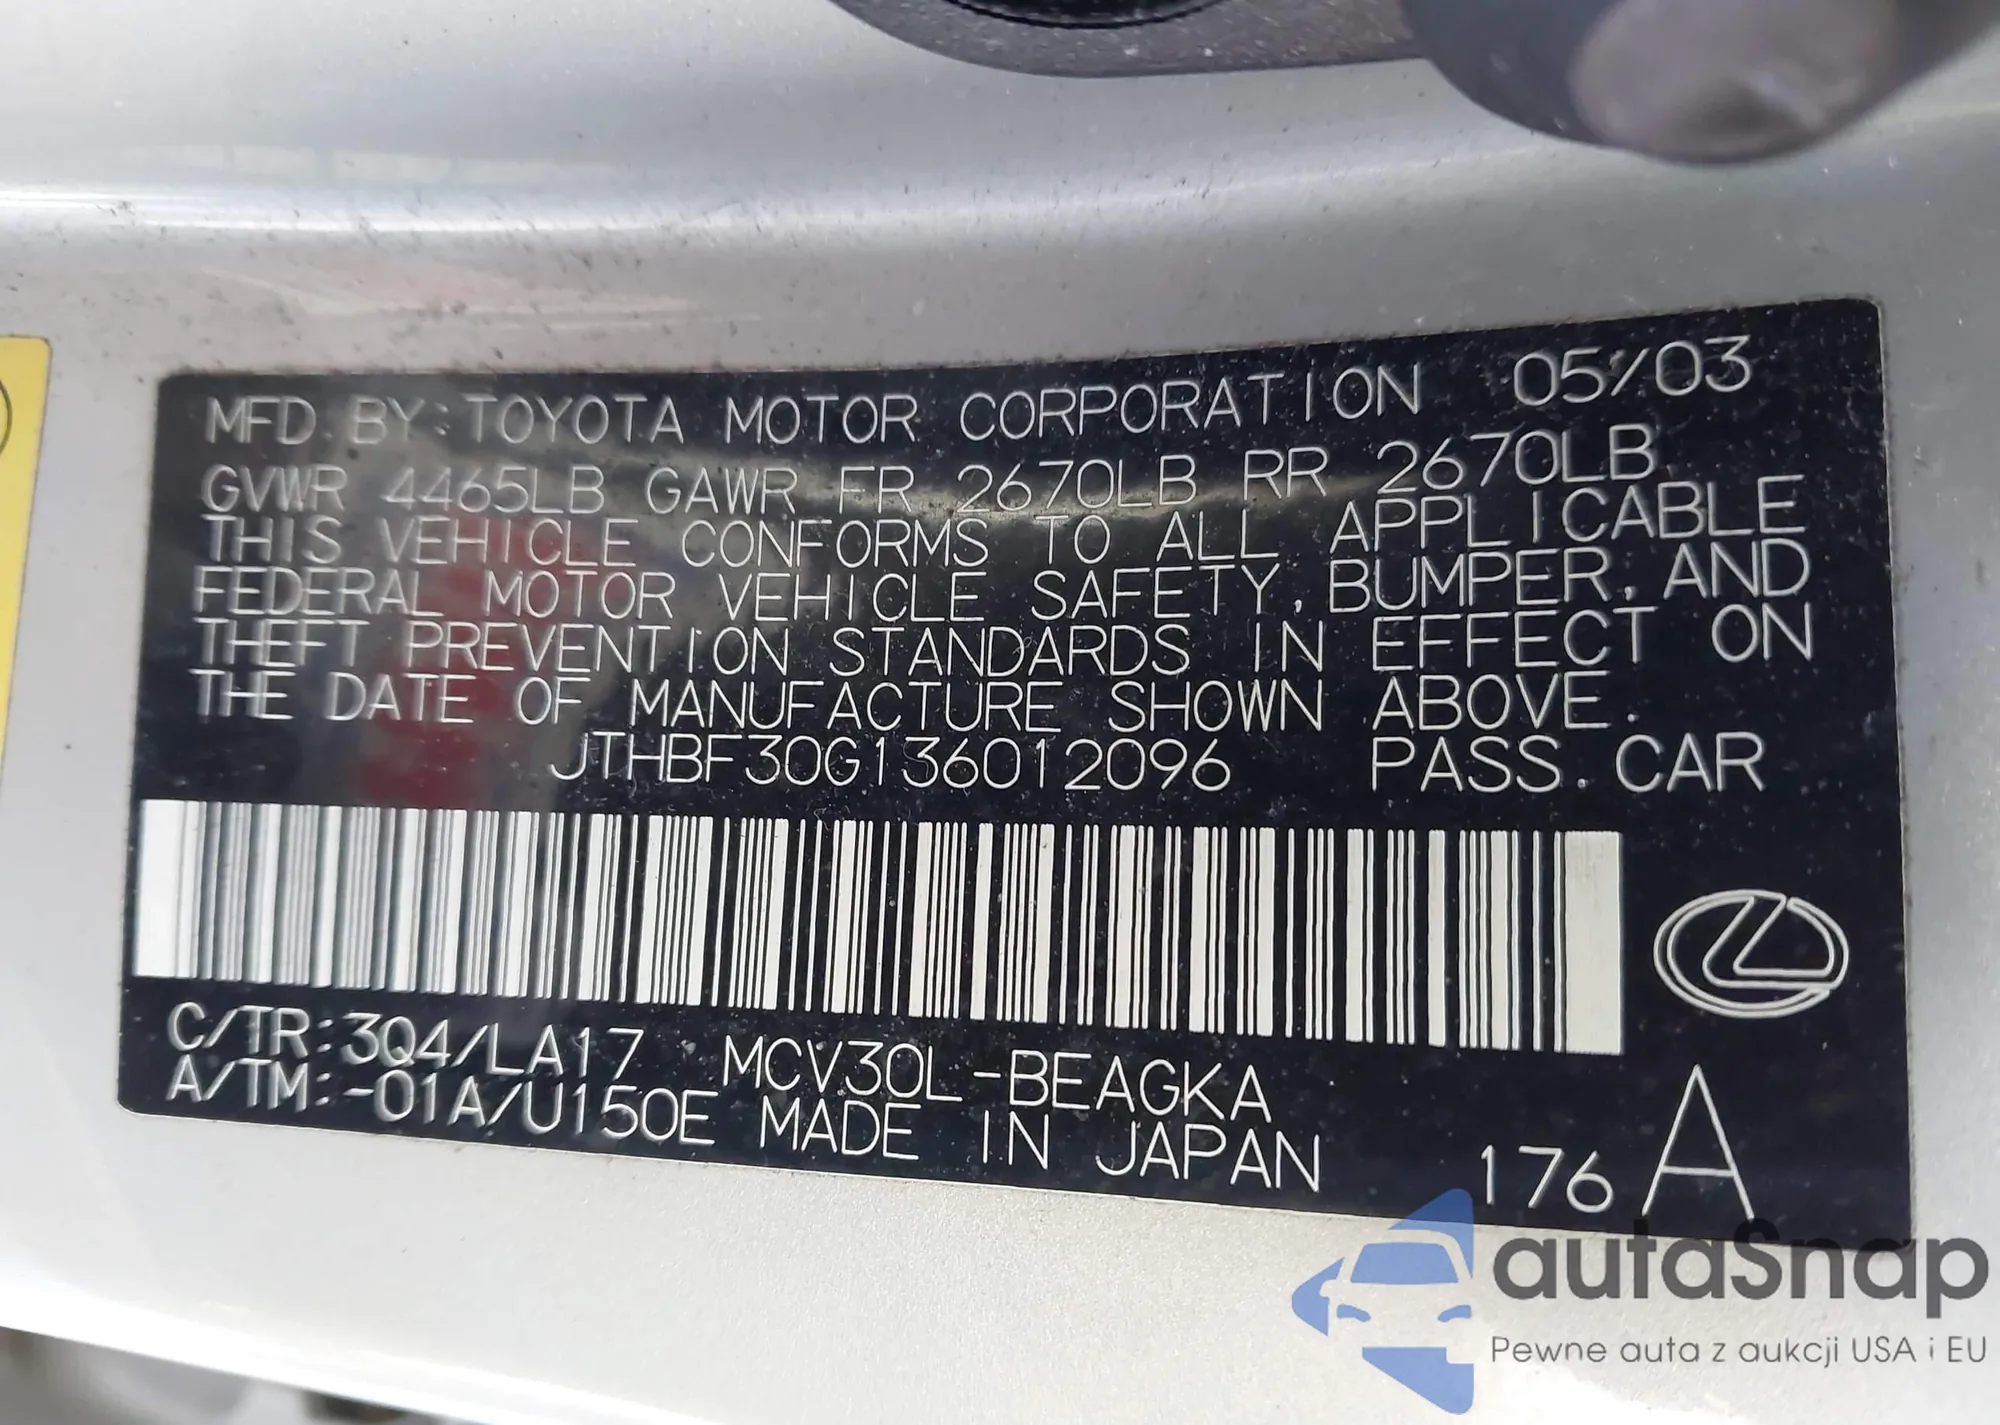 MFD. BY: TOYOTA MOTOR CORPORATION 05/03
GVWR 4465LB GAWR FR 2670LB RR 2670LB
THIS VEHICLE CONFORMS TO ALL APPLICABLE
FEDERAL MOTOR VEHICLE SAFETY, BUMPER, AND
THEFT PREVENTION STANDARDS IN EFFECT ON
THE DATE OF MANUFACTURE SHOWN ABOVE.
JTHBF30G136012096 PASS. CAR
C/TR: 3Q4/LA17 MCV30L-BEAGKA
A/TM: -01A/U150E MADE IN JAPAN 176 A
autoSnap
Pewne auta z aukcji USA i EU